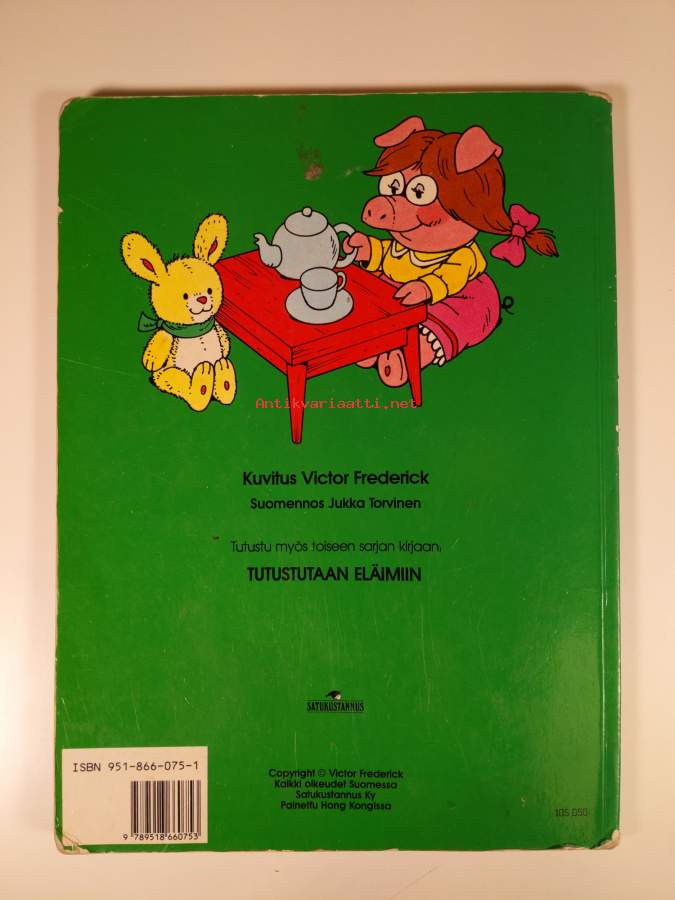 Antikvariaatti.net
Kuvitus Victor Frederick
Suomennos Jukka Torvinen
Tutustu myös toiseen sarjan kirjaan,
TUTUSTUTAAN ELÄIMIIN
SATUKUSTANNUS
ISBN 951-866-075-1
9 789518 660753
Copyright © Victor Frederick
Kaikki oikeudet Suomessa
Satukustannus Ky
Painettu Hong Kongissa
105 050